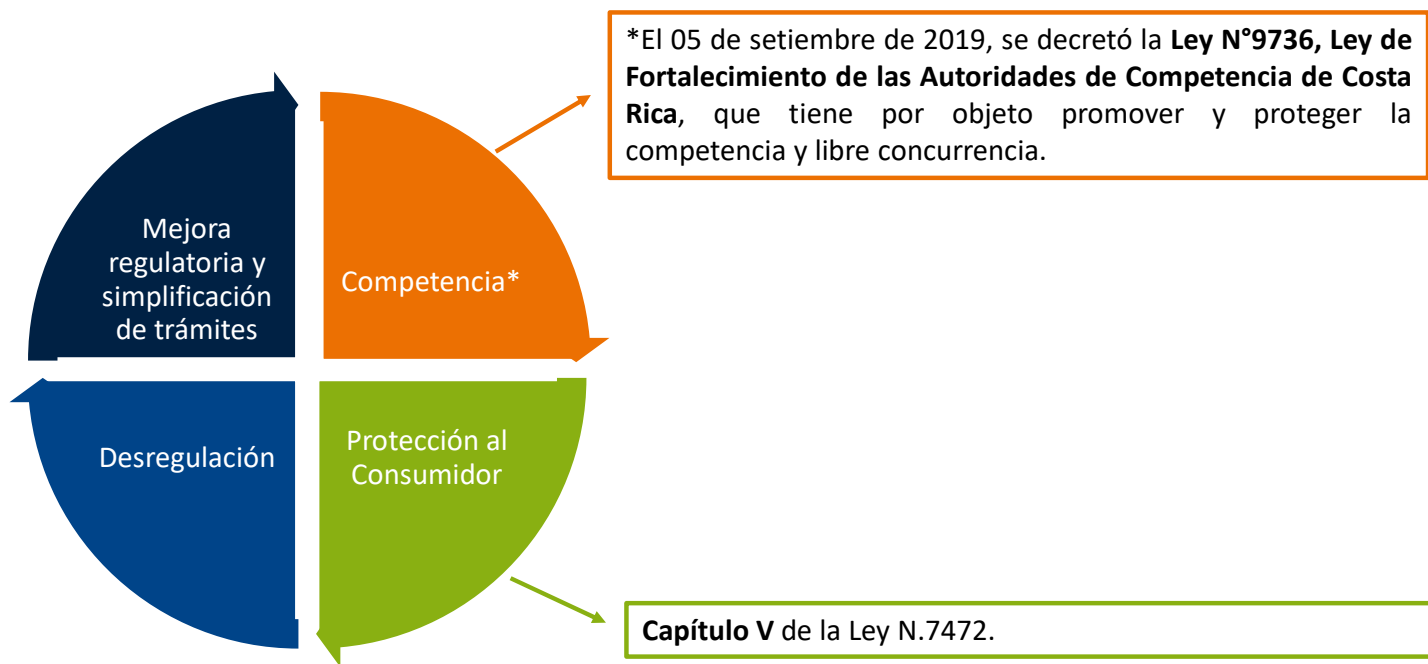 *El 05 de setiembre de 2019, se decretó la Ley N°9736, Ley de
Fortalecimiento de las Autoridades de Competencia de Costa
Rica, que tiene por objeto promover y proteger la
competencia y libre concurrencia.
Mejora
regulatoria y
simplificación
de trámites
Competencia*
Desregulación
Protección al
Consumidor
Capítulo V de la Ley N.7472.